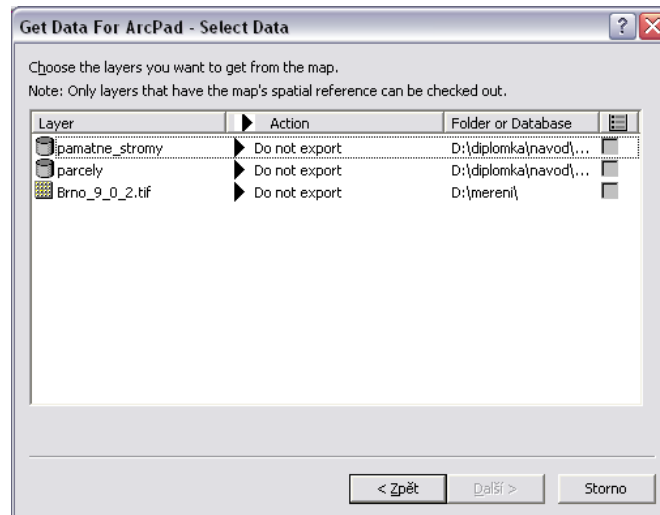 Get Data For ArcPad - Select Data
Choose the layers you want to get from the map.
Note: Only layers that have the map's spatial reference can be checked out.
Layer Action Folder or Database
pamatne_stromy Do not export D:\diplomka\navod\...
parcely Do not export D:\diplomka\navod\...
Brno_9_0_2.tif Do not export D:\mereni\
< Zpět Další > Storno